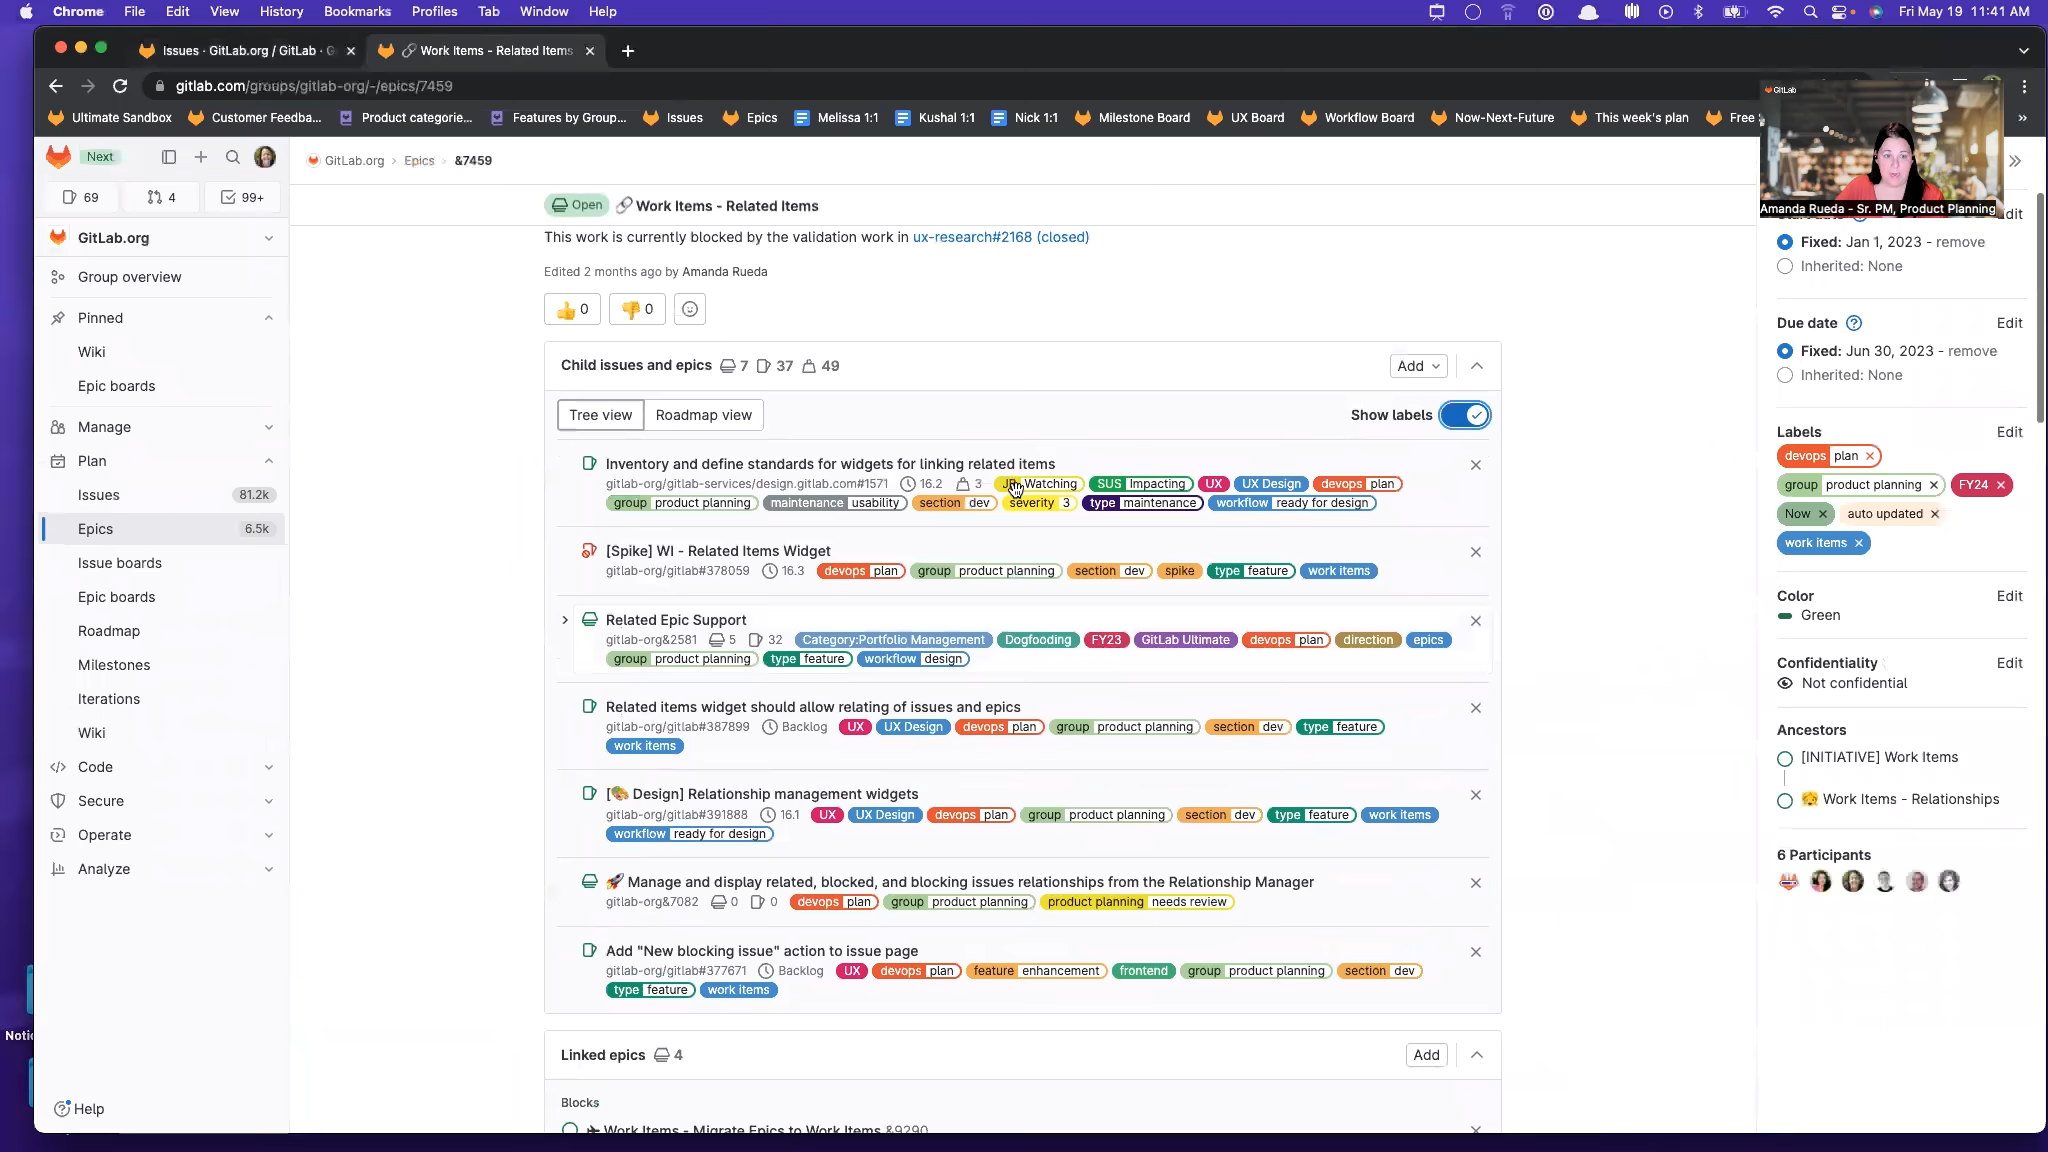 Chrome File Edit View History Bookmarks Profiles Tab Window Help Fri May 19 11:41 AM
Issues · GitLab.org / GitLab · G Work Items - Related Items
gitlab.com/groups/gitlab-org/-/epics/7459
Ultimate Sandbox Customer Feedba... Product categorie... Features by Group... Issues Epics Melissa 1:1 Kushal 1:1 Nick 1:1 Milestone Board UX Board Workflow Board Now-Next-Future This week's plan Free
GitLab
Amanda Rueda - Sr. PM, Product Planning
Next
69 4 99+
GitLab.org
Group overview
Pinned
Wiki
Epic boards
Manage
Plan
Issues 81.2k
Epics 6.5k
Issue boards
Epic boards
Roadmap
Milestones
Iterations
Wiki
Code
Secure
Operate
Analyze
Help
GitLab.org › Epics › &7459
Open Work Items - Related Items
This work is currently blocked by the validation work in ux-research#2168 (closed)
Edited 2 months ago by Amanda Rueda
0 0
Child issues and epics 7 37 49 Add
Tree view Roadmap view Show labels
Inventory and define standards for widgets for linking related items
gitlab-org/gitlab-services/design.gitlab.com#1571 16.2 3 Watching SUS Impacting UX UX Design devops plan
group product planning maintenance usability section dev severity 3 type maintenance workflow ready for design
[Spike] WI - Related Items Widget
gitlab-org/gitlab#378059 16.3 devops plan group product planning section dev spike type feature work items
Related Epic Support
gitlab-org&2581 5 32 Category:Portfolio Management Dogfooding FY23 GitLab Ultimate devops plan direction epics
group product planning type feature workflow design
Related items widget should allow relating of issues and epics
gitlab-org/gitlab#387899 Backlog UX UX Design devops plan group product planning section dev type feature
work items
[🎨 Design] Relationship management widgets
gitlab-org/gitlab#391888 16.1 UX UX Design devops plan group product planning section dev type feature work items
workflow ready for design
🚀 Manage and display related, blocked, and blocking issues relationships from the Relationship Manager
gitlab-org&7082 0 0 devops plan group product planning product planning needs review
Add "New blocking issue" action to issue page
gitlab-org/gitlab#377671 Backlog UX devops plan feature enhancement frontend group product planning section dev
type feature work items
Linked epics 4 Add
Blocks
Work Items - Migrate Epics to Work Items &9290
Fixed: Jan 1, 2023 - remove
Inherited: None
Due date Edit
Fixed: Jun 30, 2023 - remove
Inherited: None
Labels Edit
devops plan
group product planning FY24
Now auto updated
work items
Color Edit
Green
Confidentiality Edit
Not confidential
Ancestors
[INITIATIVE] Work Items
Work Items - Relationships
6 Participants